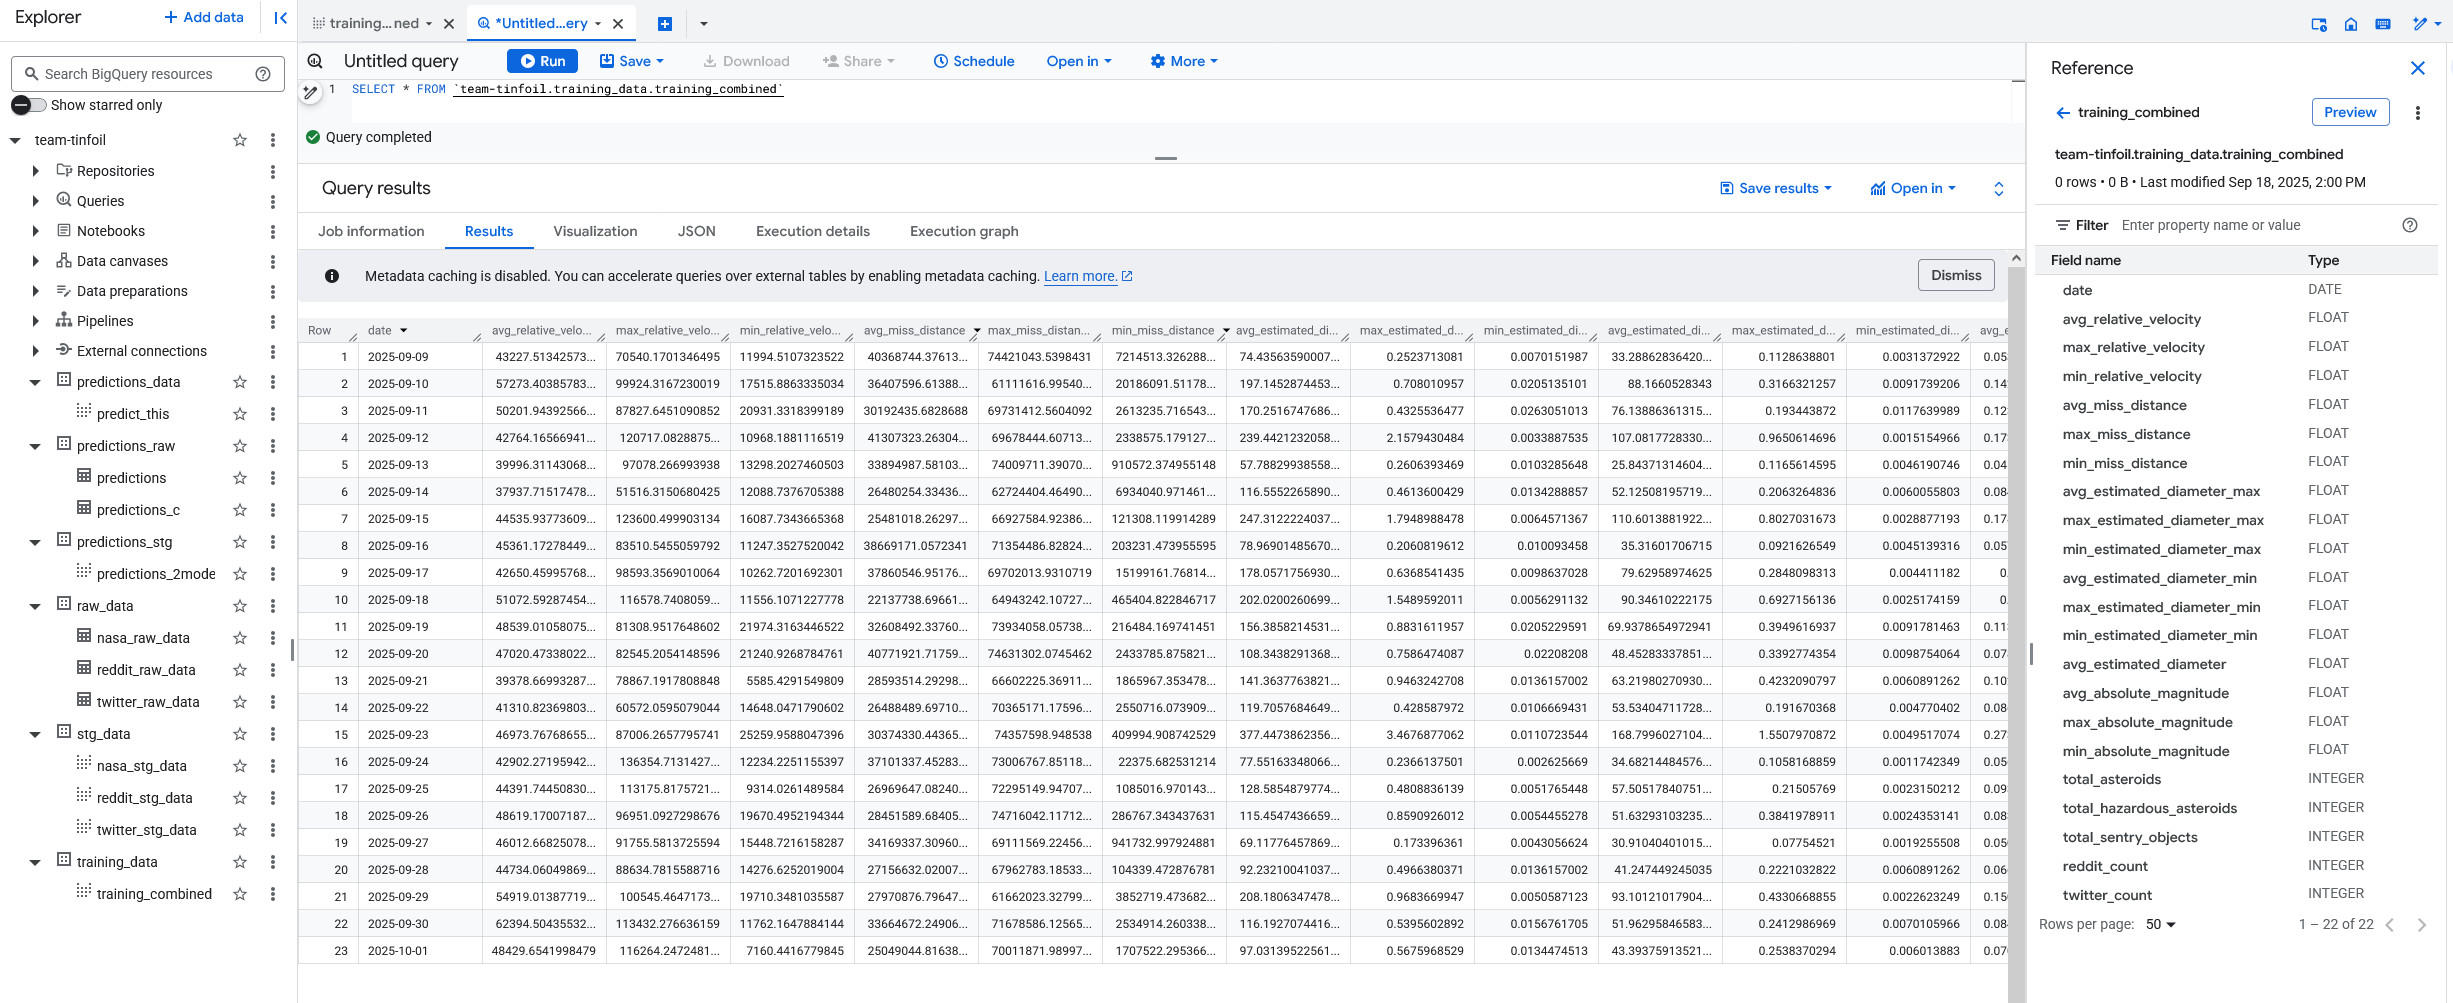 Explorer
Add data
Search BigQuery resources
Show starred only
team-tinfoil
Repositories
Queries
Notebooks
Data canvases
Data preparations
Pipelines
External connections
predictions_data
predict_this
predictions_raw
predictions
predictions_c
predictions_stg
predictions_2mode
raw_data
nasa_raw_data
reddit_raw_data
twitter_raw_data
stg_data
nasa_stg_data
reddit_stg_data
twitter_stg_data
training_data
training_combined
training...ned
*Untitled...ery
Untitled query Run Save Download Share Schedule Open in More
1 SELECT * FROM `team-tinfoil.training_data.training_combined`
Query completed
Query results Save results Open in
Job information Results Visualization JSON Execution details Execution graph
Metadata caching is disabled. You can accelerate queries over external tables by enabling metadata caching. Learn more. Dismiss
Row date avg_relative_velo... max_relative_velo... min_relative_velo... avg_miss_distance max_miss_distan... min_miss_distance avg_estimated_di... max_estimated_d... min_estimated_di... avg_estimated_di... max_estimated_d... min_estimated_di... avg_e
1 2025-09-09 43227.51342573... 70540.1701346495 11994.5107323522 40368744.37613... 74421043.5398431 7214513.326288... 74.43563590007... 0.2523713081 0.0070151987 33.28862836420... 0.1128638801 0.0031372922 0.05
2 2025-09-10 57273.40385783... 99924.3167230019 17515.8863335034 36407596.61388... 61111616.99540... 20186091.51178... 197.1452874453... 0.708010957 0.0205135101 88.1660528343 0.3166321257 0.0091739206 0.14
3 2025-09-11 50201.94392566... 87827.6451090852 20931.3318399189 30192435.6828688 69731412.5604092 2613235.716543... 170.2516747686... 0.4325536477 0.0263051013 76.13886361315... 0.193443872 0.0117639989 0.12
4 2025-09-12 42764.16566941... 120717.0828875... 10968.1881116519 41307323.26304... 69678444.60713... 2338575.179127... 239.4421232058... 2.1579430484 0.0033887535 107.0817728330... 0.9650614696 0.0015154966 0.17
5 2025-09-13 39996.31143068... 97078.266993938 13298.2027460503 33894987.58103... 74009711.39070... 910572.374955148 57.78829938558... 0.2606393469 0.0103285648 25.84371314604... 0.1165614595 0.0046190746 0.04
6 2025-09-14 37937.71517478... 51516.3150680425 12088.7376705388 26480254.33436... 62724404.46490... 6934040.971461... 116.5552265890... 0.4613600429 0.0134288857 52.12508195719... 0.2063264836 0.0060055803 0.08
7 2025-09-15 44535.93773609... 123600.499903134 16087.7343665368 25481018.26297... 66927584.92386... 121308.119914289 247.3122224037... 1.7948988478 0.0064571367 110.6013881922... 0.8027031673 0.0028877193 0.17
8 2025-09-16 45361.17278449... 83510.5455059792 11247.3527520042 38669171.0572341 71354486.82824... 203231.473955595 78.96901485670... 0.2060819612 0.010093458 35.31601706715 0.0921626549 0.0045139316 0.05
9 2025-09-17 42650.45995768... 98593.3569010064 10262.7201692301 37860546.95176... 69702013.9310719 15199161.76814... 178.0571756930... 0.6368541435 0.0098637028 79.62958974625 0.2848098313 0.004411182 0.
10 2025-09-18 51072.59287454... 116578.7408059... 11556.1071227778 22137738.69661... 64943242.10727... 465404.822846717 202.0200260699... 1.5489592011 0.0056291132 90.34610222175 0.6927156136 0.0025174159 0.
11 2025-09-19 48539.01058075... 81308.9517648602 21974.3163446522 32608492.33760... 73934058.05738... 216484.169741451 156.3858214531... 0.8831611957 0.0205229591 69.9378654972941 0.3949616937 0.0091781463 0.11
12 2025-09-20 47020.47338022... 82545.2054148596 21240.9268784761 40771921.71759... 74631302.0745462 2433785.875821... 108.3438291368... 0.7586474087 0.02208208 48.45283337851... 0.3392774354 0.0098754064 0.07
13 2025-09-21 39378.66993287... 78867.1917808848 5585.4291549809 28593514.29298... 66602225.36911... 1865967.353478... 141.3637763821... 0.9463242708 0.0136157002 63.21980270930... 0.4232090797 0.0060891262 0.10
14 2025-09-22 41310.82369803... 60572.0595079044 14648.0471790602 26488489.69710... 70365171.17596... 2550716.073909... 119.7057684649... 0.428587972 0.0106669431 53.53404711728... 0.191670368 0.004770402 0.08
15 2025-09-23 46973.76768655... 87006.2657795741 25259.9588047396 30374330.44365... 74357598.948538 409994.908742529 377.4473862356... 3.4676877062 0.0110723544 168.7996027104... 1.5507970872 0.0049517074 0.27
16 2025-09-24 42902.27195942... 136354.7131427... 12234.2251155397 37101337.45283... 73006767.85118... 22375.682531214 77.55163348066... 0.2366137501 0.002625669 34.68214484576... 0.1058168859 0.0011742349 0.05
17 2025-09-25 44391.74450830... 113175.8175721... 9314.0261489584 26969647.08240... 72295149.94707... 1085016.970143... 128.5854879774... 0.4808836139 0.0051765448 57.50517840751... 0.21505769 0.0023150212 0.09
18 2025-09-26 48619.17007187... 96951.0927298676 19670.4952194344 28451589.68405... 74716042.11712... 286767.343437631 115.4547436659... 0.8590926012 0.0054455278 51.63293103235... 0.3841978911 0.0024353141 0.08
19 2025-09-27 46012.66825078... 91755.5813725594 15448.7216158287 34169337.30960... 69111569.22456... 941732.997924881 69.11776457869... 0.173396361 0.0043056624 30.91040401015... 0.07754521 0.0019255508 0.05
20 2025-09-28 44734.06049869... 88634.7815588716 14276.6252019004 27156632.02007... 67962783.18533... 104339.472876781 92.23210041037... 0.4966380371 0.0136157002 41.247449245035 0.2221032822 0.0060891262 0.06
21 2025-09-29 54919.01387719... 100545.4647173... 19710.3481035587 27970876.79647... 61662023.32799... 3852719.473682... 208.1806347478... 0.9683669947 0.0050587123 93.10121017904... 0.4330668855 0.0022623249 0.15
22 2025-09-30 62394.50435532... 113432.276636159 11762.1647884144 33664672.24906... 71678586.12565... 2534914.260338... 116.1927074416... 0.5395602892 0.0156761705 51.96295846583... 0.2412986969 0.0070105966 0.08
23 2025-10-01 48429.6541998479 116264.2472481... 7160.4416779845 25049044.81638... 70011871.98997... 1707522.295366... 97.03139522561... 0.5675968529 0.0134474513 43.39375913521... 0.2538370294 0.006013883 0.07
Reference
training_combined Preview
team-tinfoil.training_data.training_combined
0 rows • 0 B • Last modified Sep 18, 2025, 2:00 PM
Filter Enter property name or value
Field name Type
date DATE
avg_relative_velocity FLOAT
max_relative_velocity FLOAT
min_relative_velocity FLOAT
avg_miss_distance FLOAT
max_miss_distance FLOAT
min_miss_distance FLOAT
avg_estimated_diameter_max FLOAT
max_estimated_diameter_max FLOAT
min_estimated_diameter_max FLOAT
avg_estimated_diameter_min FLOAT
max_estimated_diameter_min FLOAT
min_estimated_diameter_min FLOAT
avg_estimated_diameter FLOAT
avg_absolute_magnitude FLOAT
max_absolute_magnitude FLOAT
min_absolute_magnitude FLOAT
total_asteroids INTEGER
total_hazardous_asteroids INTEGER
total_sentry_objects INTEGER
reddit_count INTEGER
twitter_count INTEGER
Rows per page: 50 1 – 22 of 22